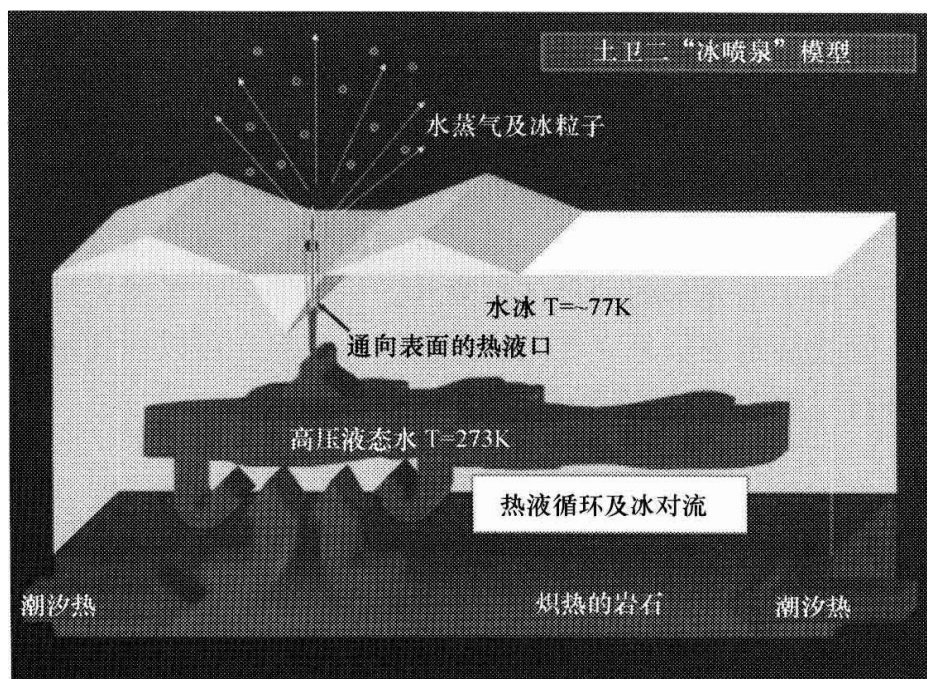 土卫二“冰喷泉”模型
水蒸气及冰粒子
水冰 T=~77K
通向表面的热液口
高压液态水 T=273K
热液循环及冰对流
潮汐热
炽热的岩石
潮汐热